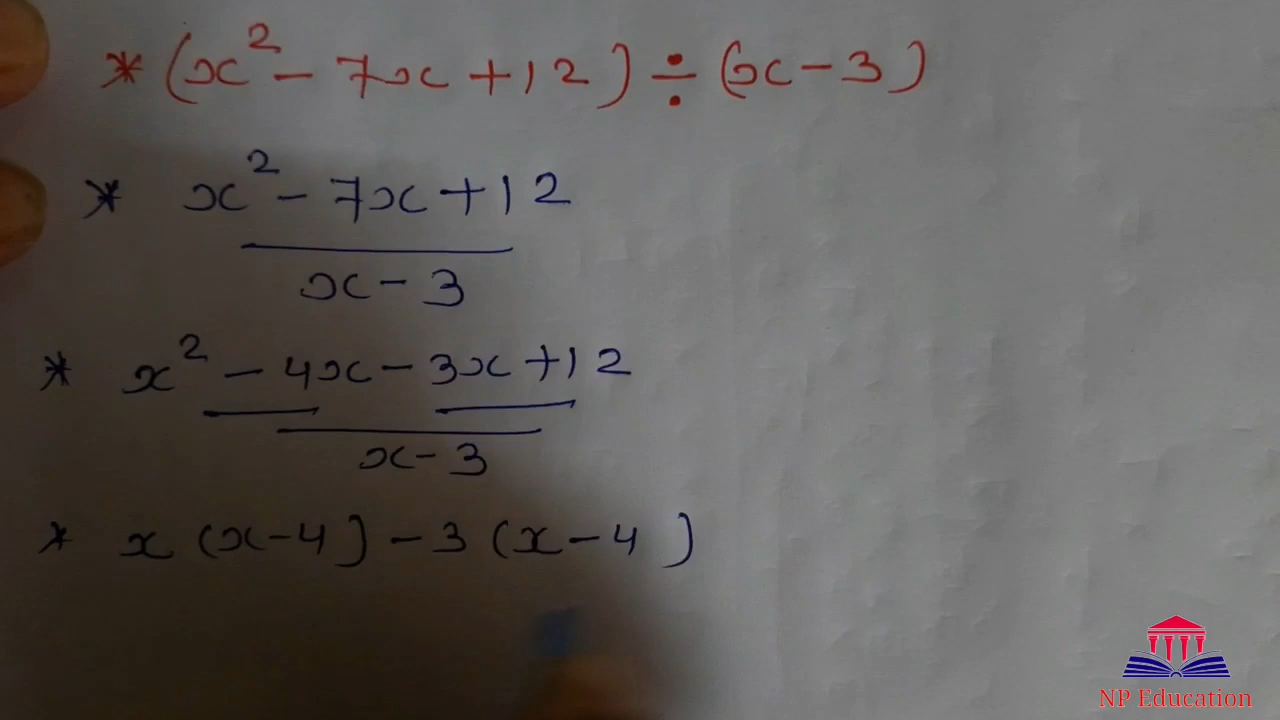 * (x² - 7x + 12) ÷ (x - 3)
* x² - 7x + 12
x - 3
* x² - 4x - 3x + 12
x - 3
* x (x - 4) - 3 (x - 4)
NP Education